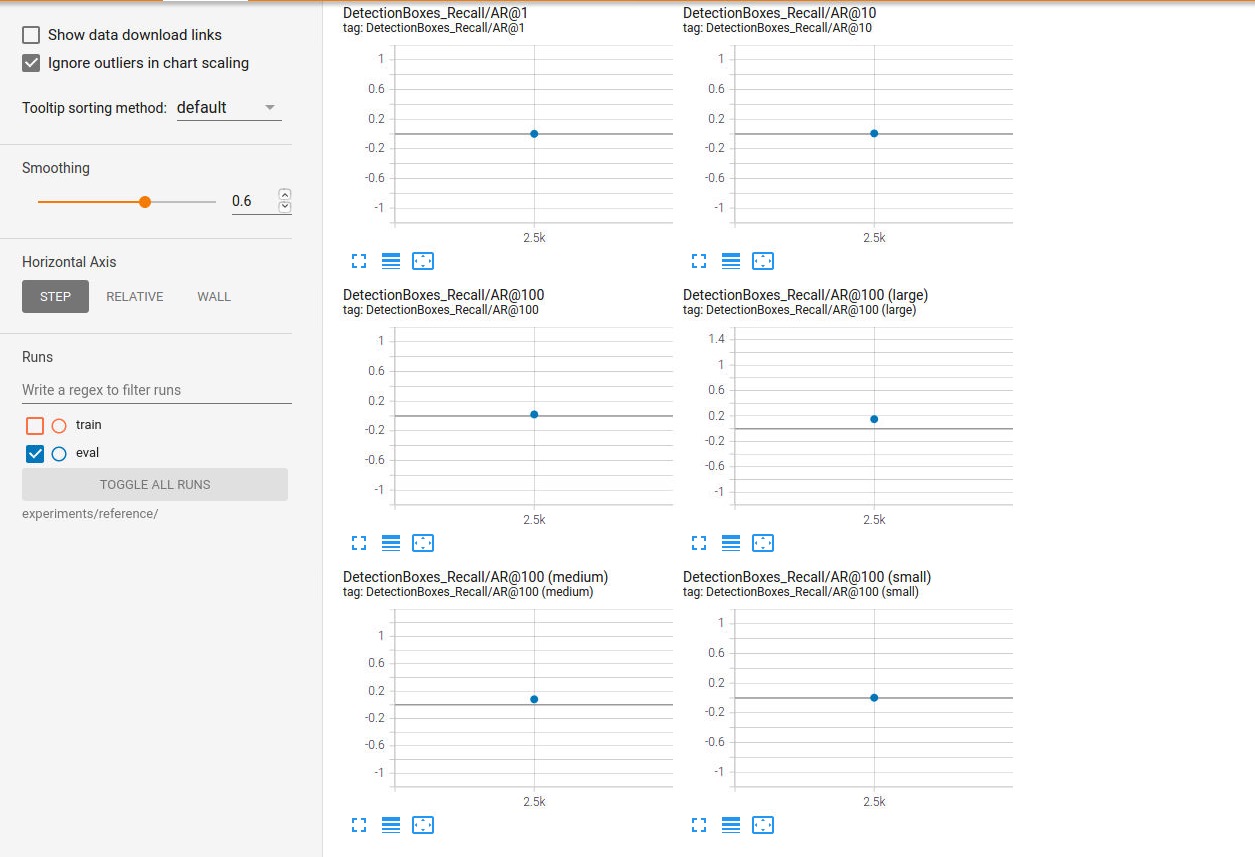 Show data download links
Ignore outliers in chart scaling
Tooltip sorting method: default
Smoothing
0.6
Horizontal Axis
STEP RELATIVE WALL
Runs
Write a regex to filter runs
train
eval
TOGGLE ALL RUNS
experiments/reference/
DetectionBoxes_Recall/AR@1
tag: DetectionBoxes_Recall/AR@1
1
0.6
0.2
-0.2
-0.6
-1
2.5k
DetectionBoxes_Recall/AR@10
tag: DetectionBoxes_Recall/AR@10
1
0.6
0.2
-0.2
-0.6
-1
2.5k
DetectionBoxes_Recall/AR@100
tag: DetectionBoxes_Recall/AR@100
1
0.6
0.2
-0.2
-0.6
-1
2.5k
DetectionBoxes_Recall/AR@100 (large)
tag: DetectionBoxes_Recall/AR@100 (large)
1.4
1
0.6
0.2
-0.2
-0.6
-1
2.5k
DetectionBoxes_Recall/AR@100 (medium)
tag: DetectionBoxes_Recall/AR@100 (medium)
1
0.6
0.2
-0.2
-0.6
-1
2.5k
DetectionBoxes_Recall/AR@100 (small)
tag: DetectionBoxes_Recall/AR@100 (small)
1
0.6
0.2
-0.2
-0.6
-1
2.5k